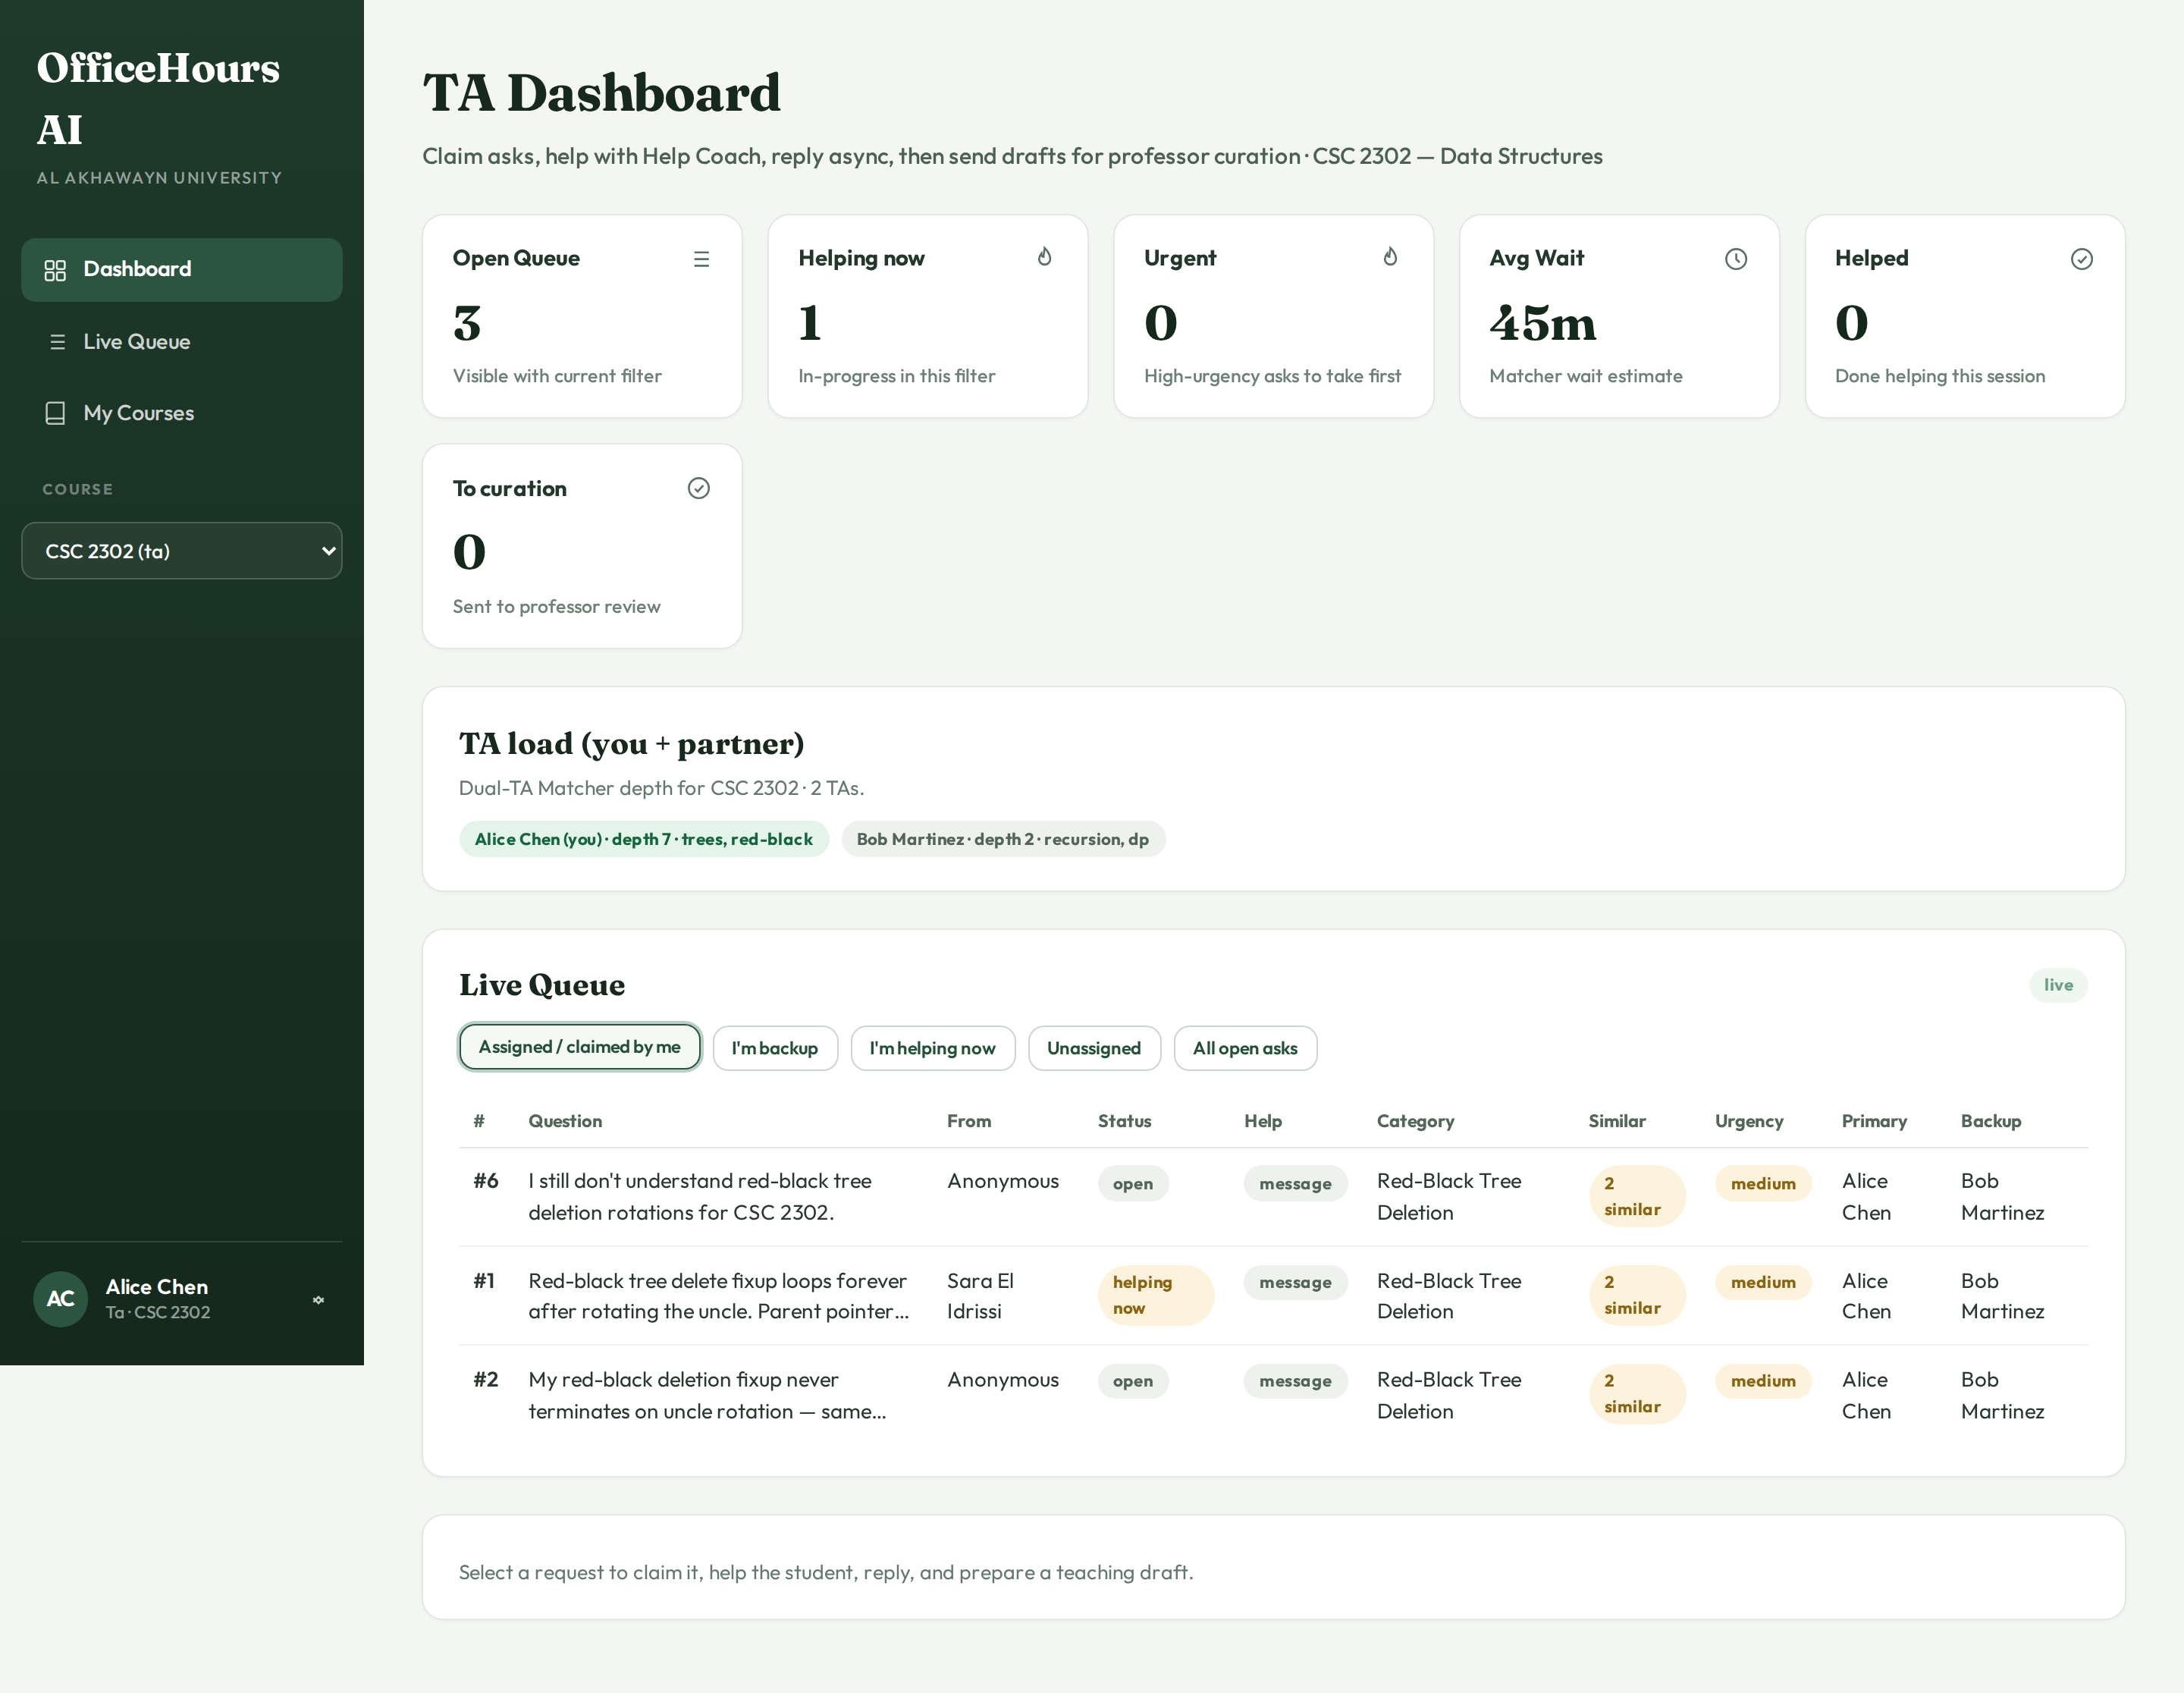 OfficeHours
AI
AL AKHAWAYN UNIVERSITY
Dashboard
Live Queue
My Courses
COURSE
CSC 2302 (ta)
AC
Alice Chen
Ta · CSC 2302
TA Dashboard
Claim asks, help with Help Coach, reply async, then send drafts for professor curation · CSC 2302 — Data Structures
Open Queue
3
Visible with current filter
Helping now
1
In-progress in this filter
Urgent
0
High-urgency asks to take first
Avg Wait
45m
Matcher wait estimate
Helped
0
Done helping this session
To curation
0
Sent to professor review
TA load (you + partner)
Dual-TA Matcher depth for CSC 2302 · 2 TAs.
Alice Chen (you) · depth 7 · trees, red-black
Bob Martinez · depth 2 · recursion, dp
Live Queue
live
Assigned / claimed by me
I'm backup
I'm helping now
Unassigned
All open asks
# Question From Status Help Category Similar Urgency Primary Backup
#6 I still don't understand red-black tree Anonymous open message Red-Black Tree 2 medium Alice Bob
deletion rotations for CSC 2302. Deletion similar Chen Martinez
#1 Red-black tree delete fixup loops forever Sara El helping message Red-Black Tree 2 medium Alice Bob
after rotating the uncle. Parent pointer... Idrissi now Deletion similar Chen Martinez
#2 My red-black deletion fixup never Anonymous open message Red-Black Tree 2 medium Alice Bob
terminates on uncle rotation — same... Deletion similar Chen Martinez
Select a request to claim it, help the student, reply, and prepare a teaching draft.